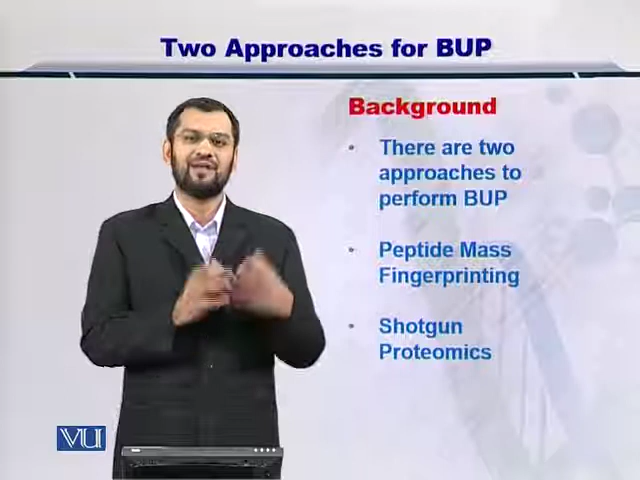 Two Approaches for BUP
Background
• There are two
approaches to
perform BUP
• Peptide Mass
Fingerprinting
• Shotgun
Proteomics
VU